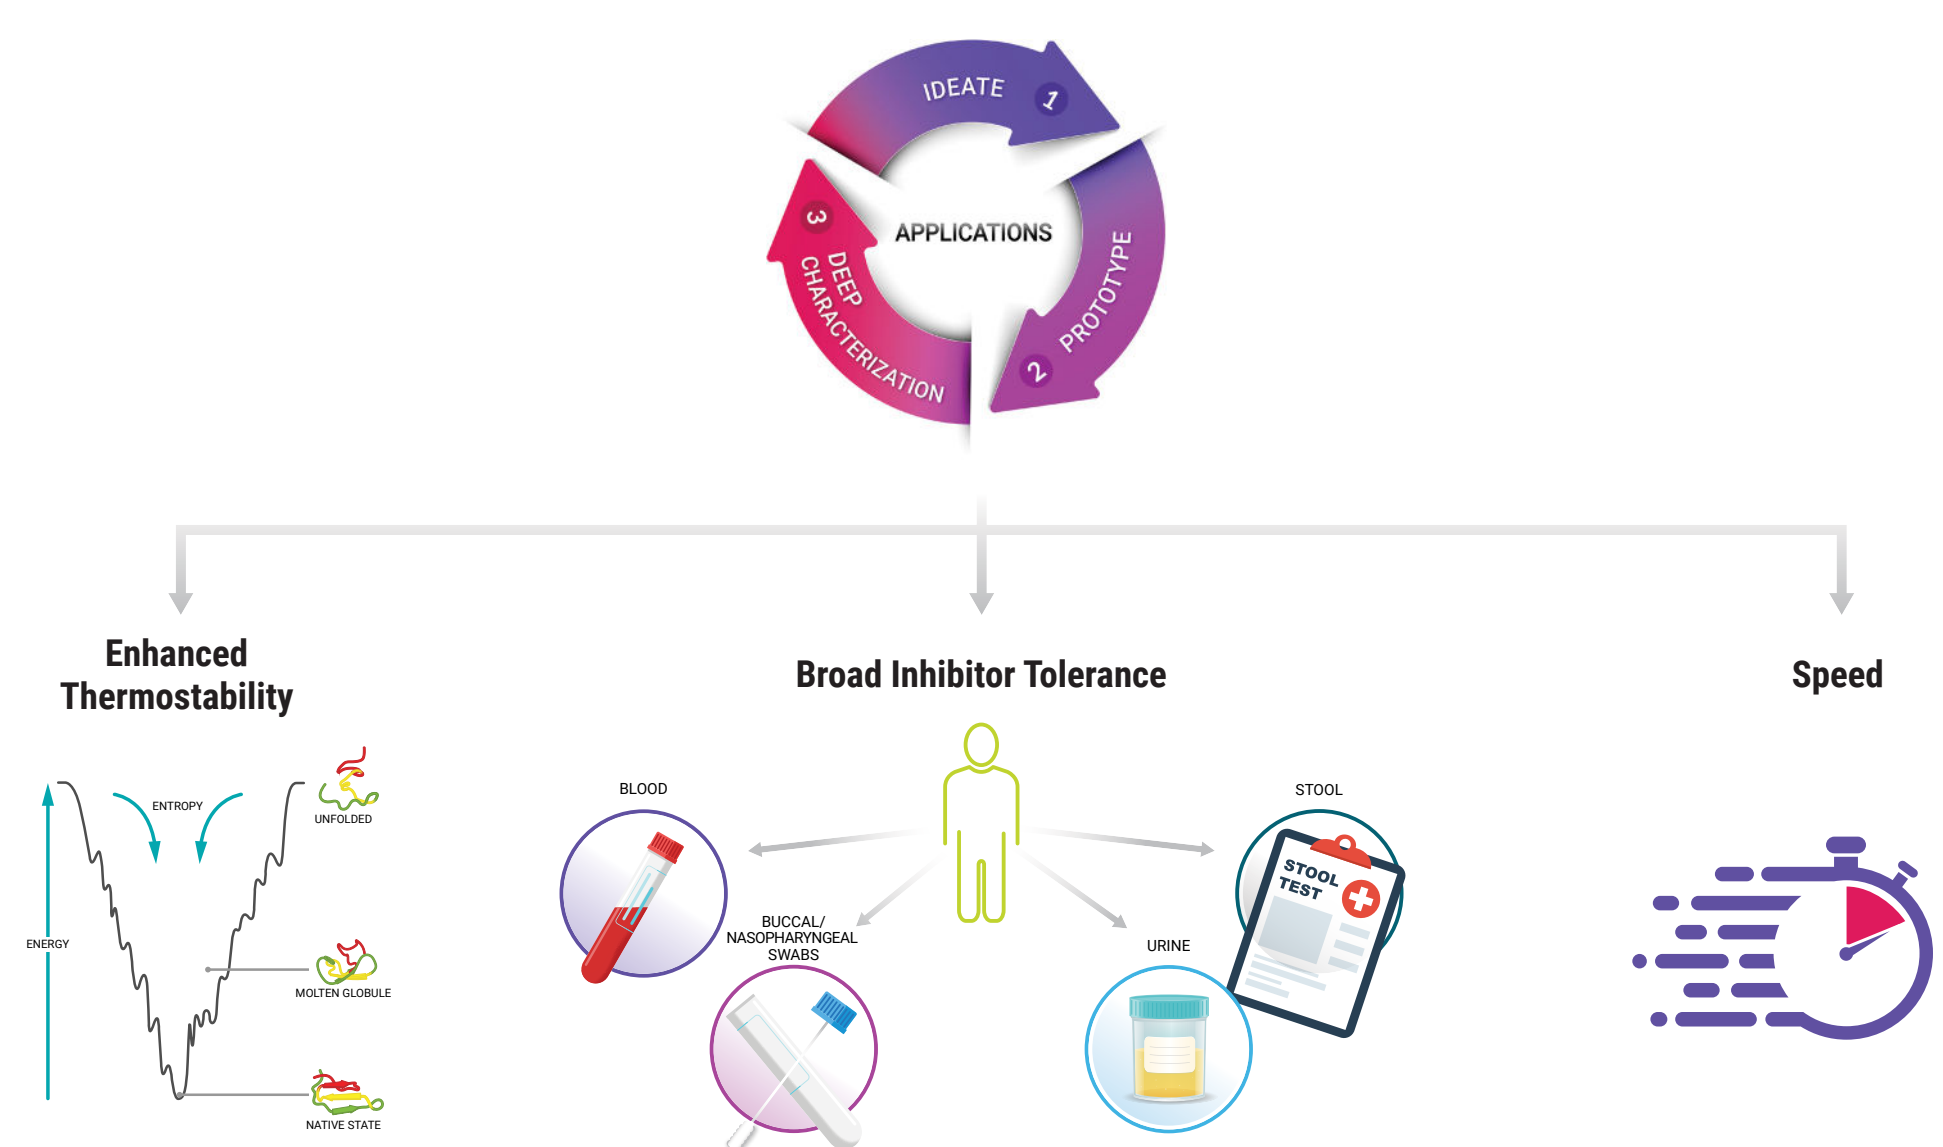 IDEATE 1
PROTOTYPE
2
3
DEEP
CHARACTERIZATION
APPLICATIONS
Enhanced
Thermostability
Broad Inhibitor Tolerance
Speed
ENTROPY
UNFOLDED
ENERGY
MOLTEN GLOBULE
NATIVE STATE
BLOOD
BUCCAL/
NASOPHARYNGEAL
SWABS
STOOL
STOOL
TEST
URINE